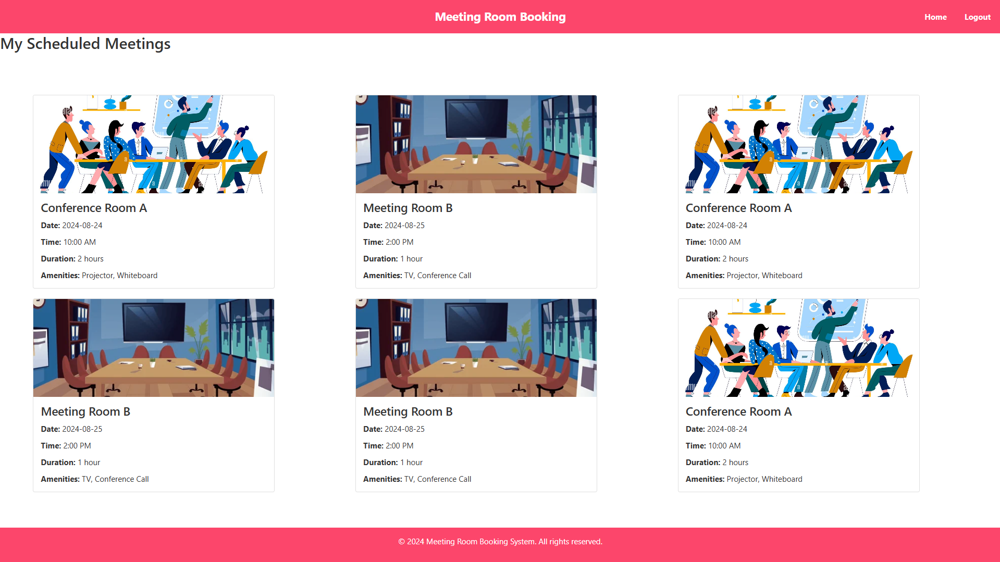 Meeting Room Booking
Home
Logout
My Scheduled Meetings
Conference Room A
Date: 2024-08-24
Time: 10:00 AM
Duration: 2 hours
Amenities: Projector, Whiteboard
Meeting Room B
Date: 2024-08-25
Time: 2:00 PM
Duration: 1 hour
Amenities: TV, Conference Call
Conference Room A
Date: 2024-08-24
Time: 10:00 AM
Duration: 2 hours
Amenities: Projector, Whiteboard
Meeting Room B
Date: 2024-08-25
Time: 2:00 PM
Duration: 1 hour
Amenities: TV, Conference Call
Meeting Room B
Date: 2024-08-25
Time: 2:00 PM
Duration: 1 hour
Amenities: TV, Conference Call
Conference Room A
Date: 2024-08-24
Time: 10:00 AM
Duration: 2 hours
Amenities: Projector, Whiteboard
© 2024 Meeting Room Booking System. All rights reserved.